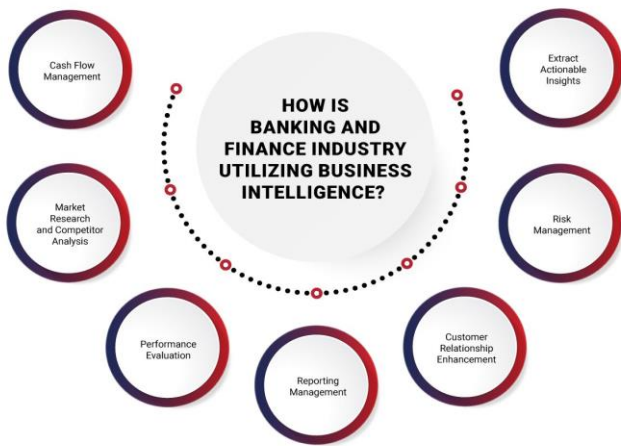 HOW IS
BANKING AND
FINANCE INDUSTRY
UTILIZING BUSINESS
INTELLIGENCE?
Cash Flow
Management
Market
Research
and Competitor
Analysis
Performance
Evaluation
Reporting
Management
Customer
Relationship
Enhancement
Risk
Management
Extract
Actionable
Insights